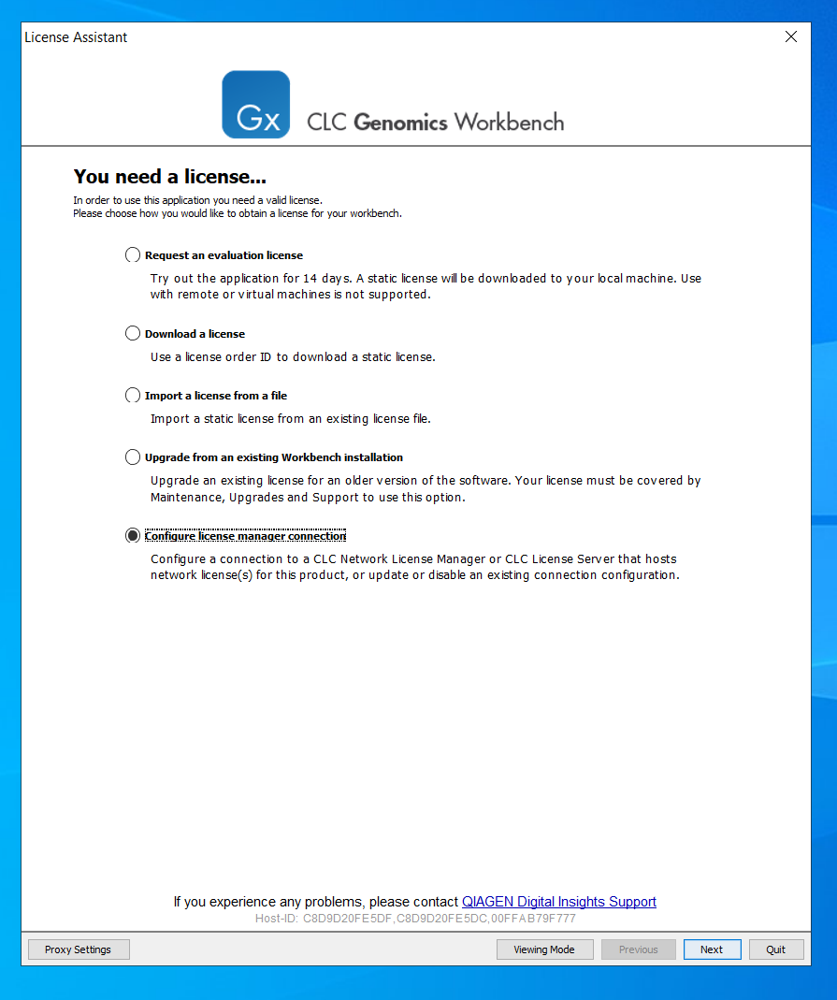 License Assistant
Gx CLC Genomics Workbench
You need a license...
In order to use this application you need a valid license.
Please choose how you would like to obtain a license for your workbench.
Request an evaluation license
Try out the application for 14 days. A static license will be downloaded to your local machine. Use
with remote or virtual machines is not supported.
Download a license
Use a license order ID to download a static license.
Import a license from a file
Import a static license from an existing license file.
Upgrade from an existing Workbench installation
Upgrade an existing license for an older version of the software. Your license must be covered by
Maintenance, Upgrades and Support to use this option.
Configure license manager connection
Configure a connection to a CLC Network License Manager or CLC License Server that hosts
network license(s) for this product, or update or disable an existing connection configuration.
If you experience any problems, please contact QIAGEN Digital Insights Support
Host-ID: C8D9D20FE5DF,C8D9D20FE5DC,00FFAB79F777
Proxy Settings Viewing Mode Previous Next Quit